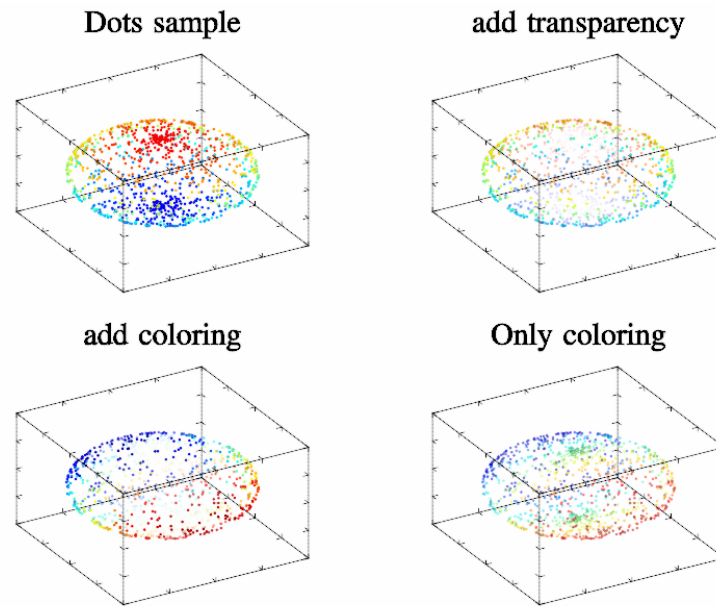 Dots sample
add transparency
add coloring
Only coloring